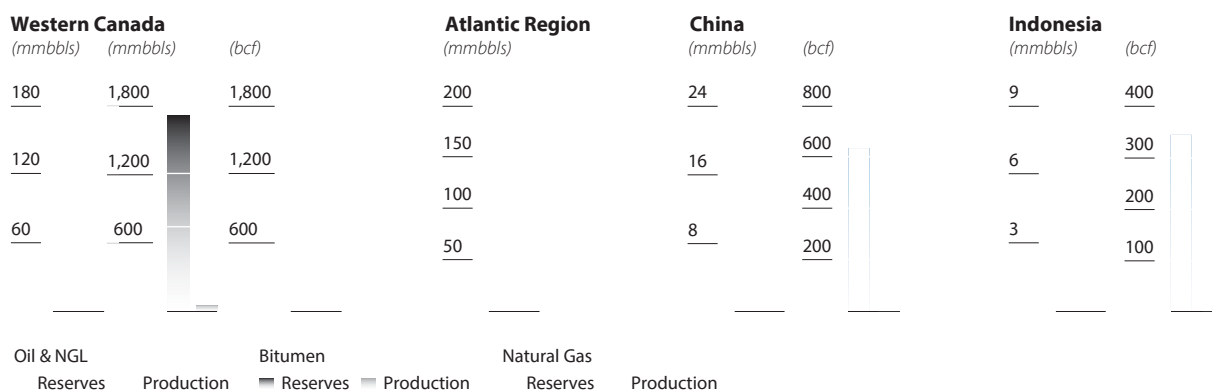 Western Canada Atlantic Region China Indonesia
(mmbbls) (mmbbls) (bcf) (mmbbls) (mmbbls) (bcf) (mmbbls) (bcf)
180 1,800 1,800 200 24 800 9 400
150 600 300
120 1,200 1,200 16 6
100 400 200
60 600 600 8 3
50 200 100
Oil & NGL Bitumen Natural Gas
Reserves Production Reserves Production Reserves Production